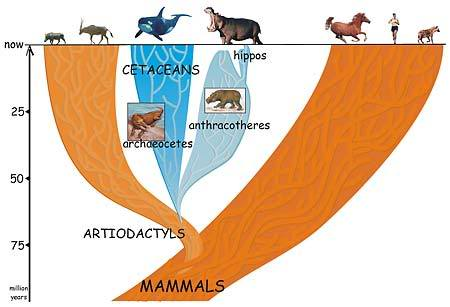 now
hippos
CETACEANS
25
anthracotheres
archaeocetes
50
ARTIODACTYLS
75
million
years
MAMMALS